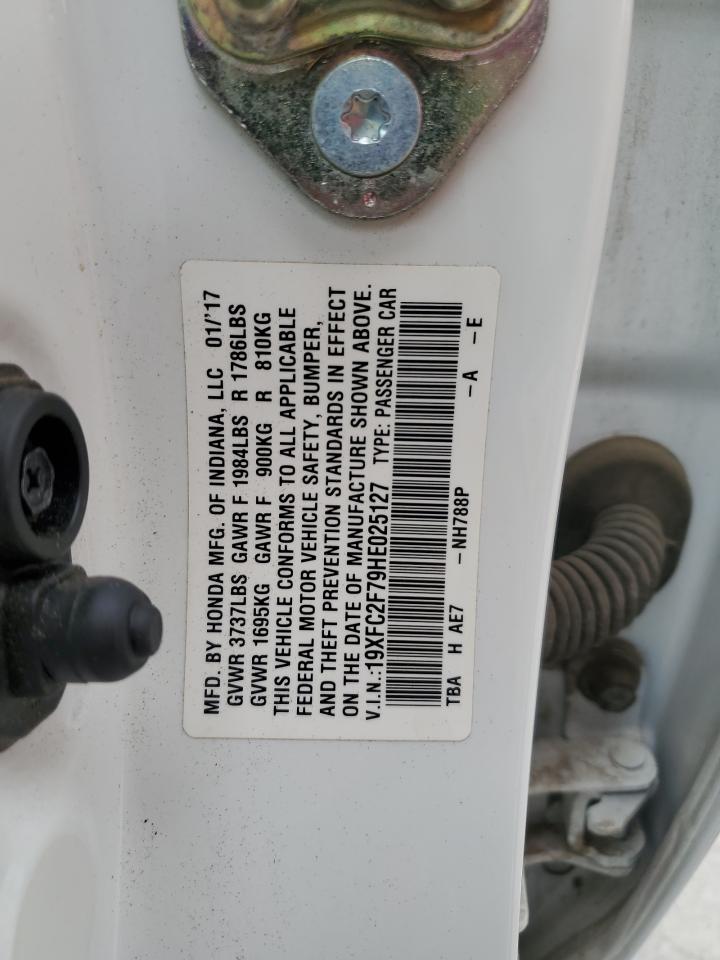 MFD. BY HONDA MFG. OF INDIANA, LLC 01/'17
GVWR 3737LBS GAWR F 1984LBS R 1786LBS
GVWR 1695KG GAWR F 900KG R 810KG
THIS VEHICLE CONFORMS TO ALL APPLICABLE
FEDERAL MOTOR VEHICLE SAFETY, BUMPER,
AND THEFT PREVENTION STANDARDS IN EFFECT
ON THE DATE OF MANUFACTURE SHOWN ABOVE.
V.I.N.:19XFC2F79HE025127 TYPE: PASSENGER CAR
TBA H AE7 - NH788P - A - E